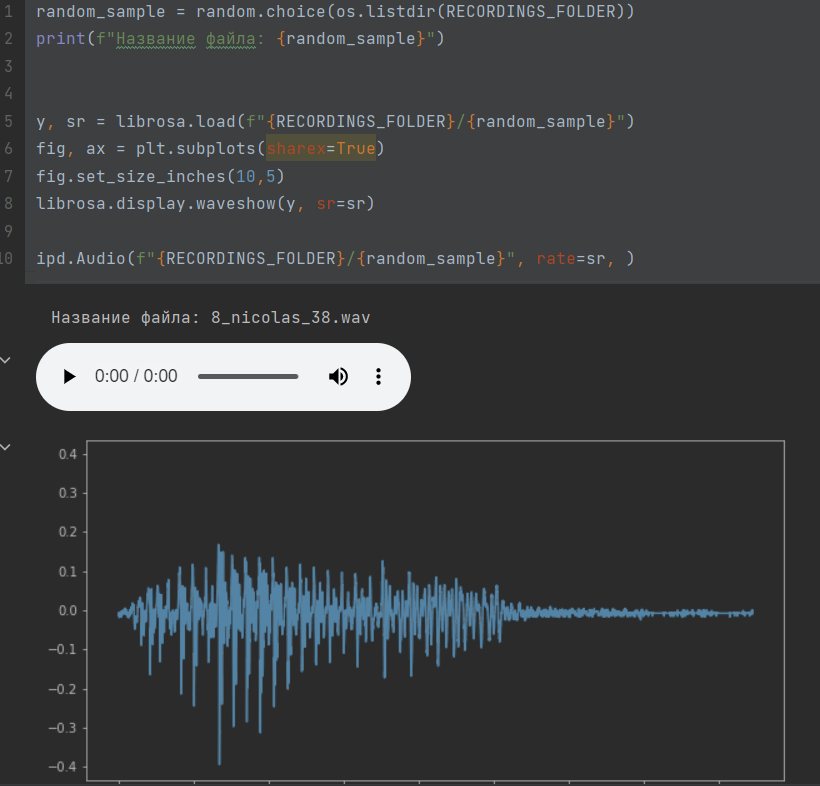 1 random_sample = random.choice(os.listdir(RECORDINGS_FOLDER))
2 print(f"Название файла: {random_sample}")
3
4
5 y, sr = librosa.load(f"{RECORDINGS_FOLDER}/{random_sample}")
6 fig, ax = plt.subplots(sharex=True)
7 fig.set_size_inches(10,5)
8 librosa.display.waveshow(y, sr=sr)
9
10 ipd.Audio(f"{RECORDINGS_FOLDER}/{random_sample}", rate=sr, )
Название файла: 8_nicolas_38.wav
0:00 / 0:00
0.4
0.3
0.2
0.1
0.0
−0.1
−0.2
−0.3
−0.4